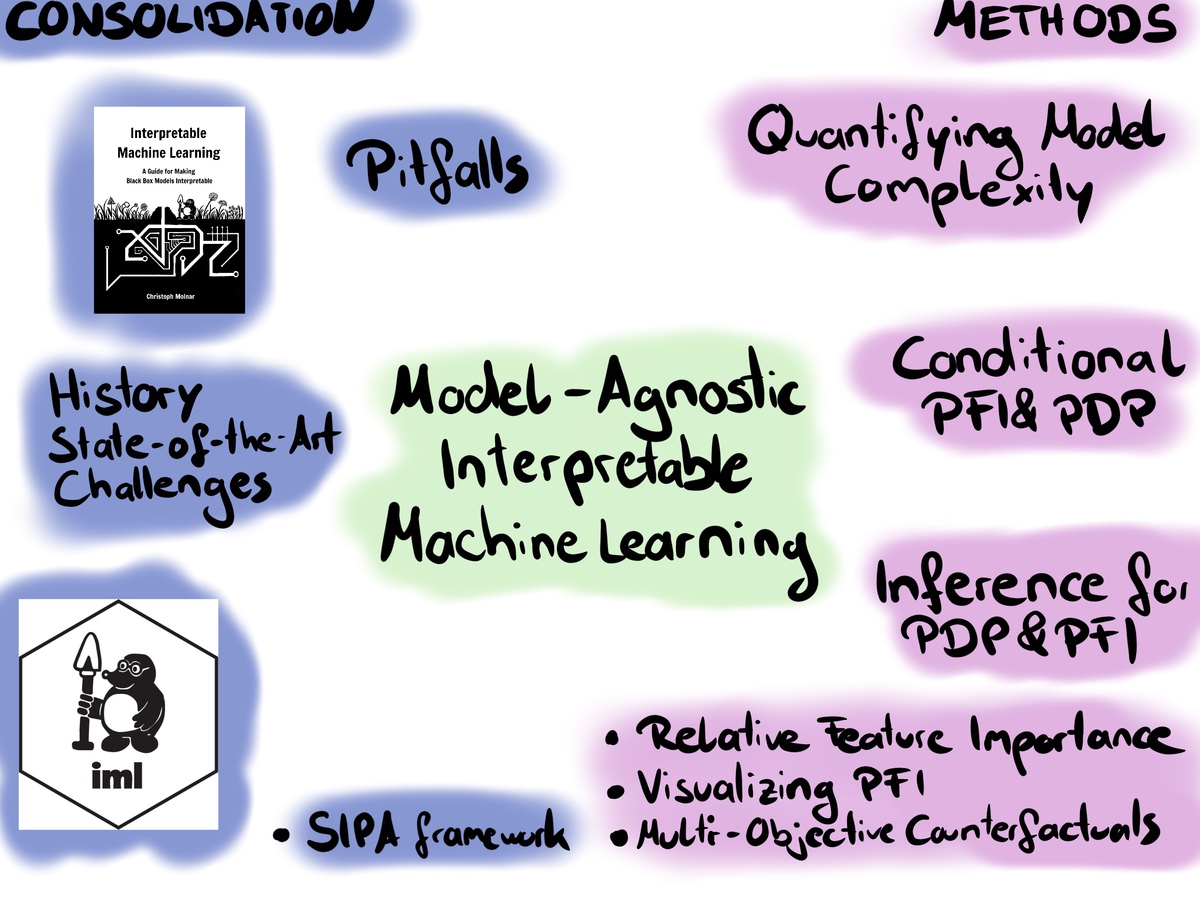 CONSOLIDATION
METHODS
Interpretable
Machine Learning
A Guide for Making
Black Box Models Interpretable
Christoph Molnar
Pitfalls
Quantifying Model
Complexity
History
State-of-the-Art
Challenges
Model-Agnostic
Interpretable
Machine Learning
Conditional
PFI & PDP
Inference for
PDP & PFI
iml
• SIPA framework
• Relative Feature Importance
• Visualizing PFI
• Multi-Objective Counterfactuals